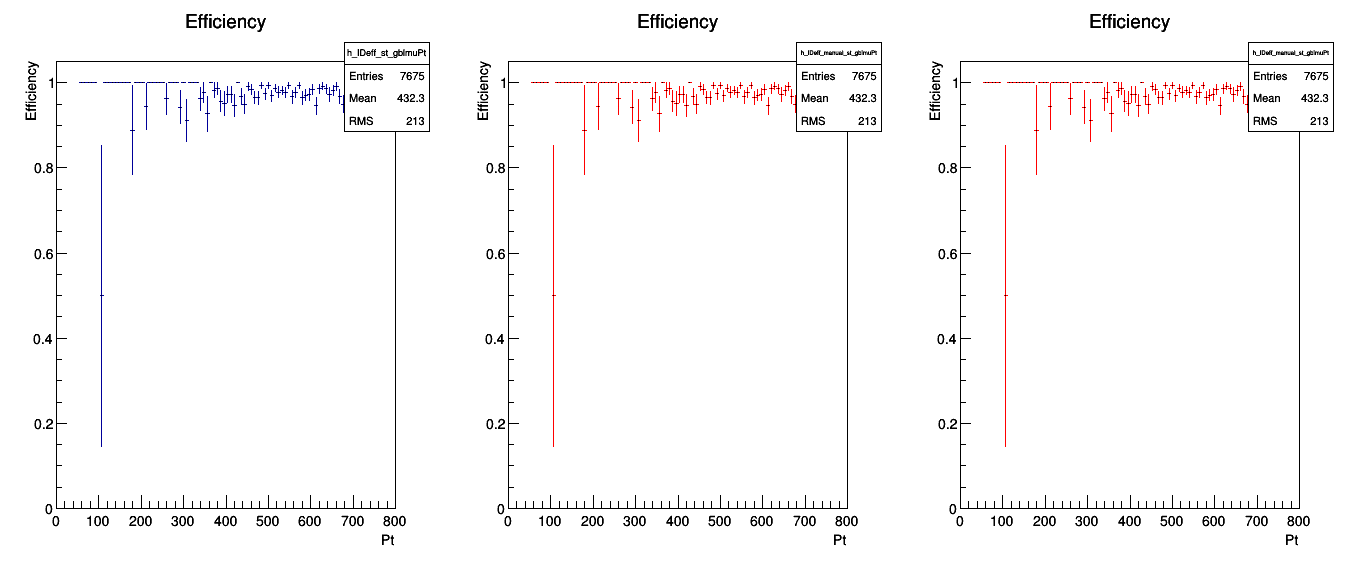 Efficiency
Efficiency
1
0.8
0.6
0.4
0.2
0
0 100 200 300 400 500 600 700 800
Pt
h_IDeff_st_gblmuPt
Entries 7675
Mean 432.3
RMS 213
Efficiency
Efficiency
1
0.8
0.6
0.4
0.2
0
0 100 200 300 400 500 600 700 800
Pt
h_IDeff_manual_st_gblmuPt
Entries 7675
Mean 432.3
RMS 213
Efficiency
Efficiency
1
0.8
0.6
0.4
0.2
0
0 100 200 300 400 500 600 700 800
Pt
h_IDeff_manual_st_gblmuPt
Entries 7675
Mean 432.3
RMS 213